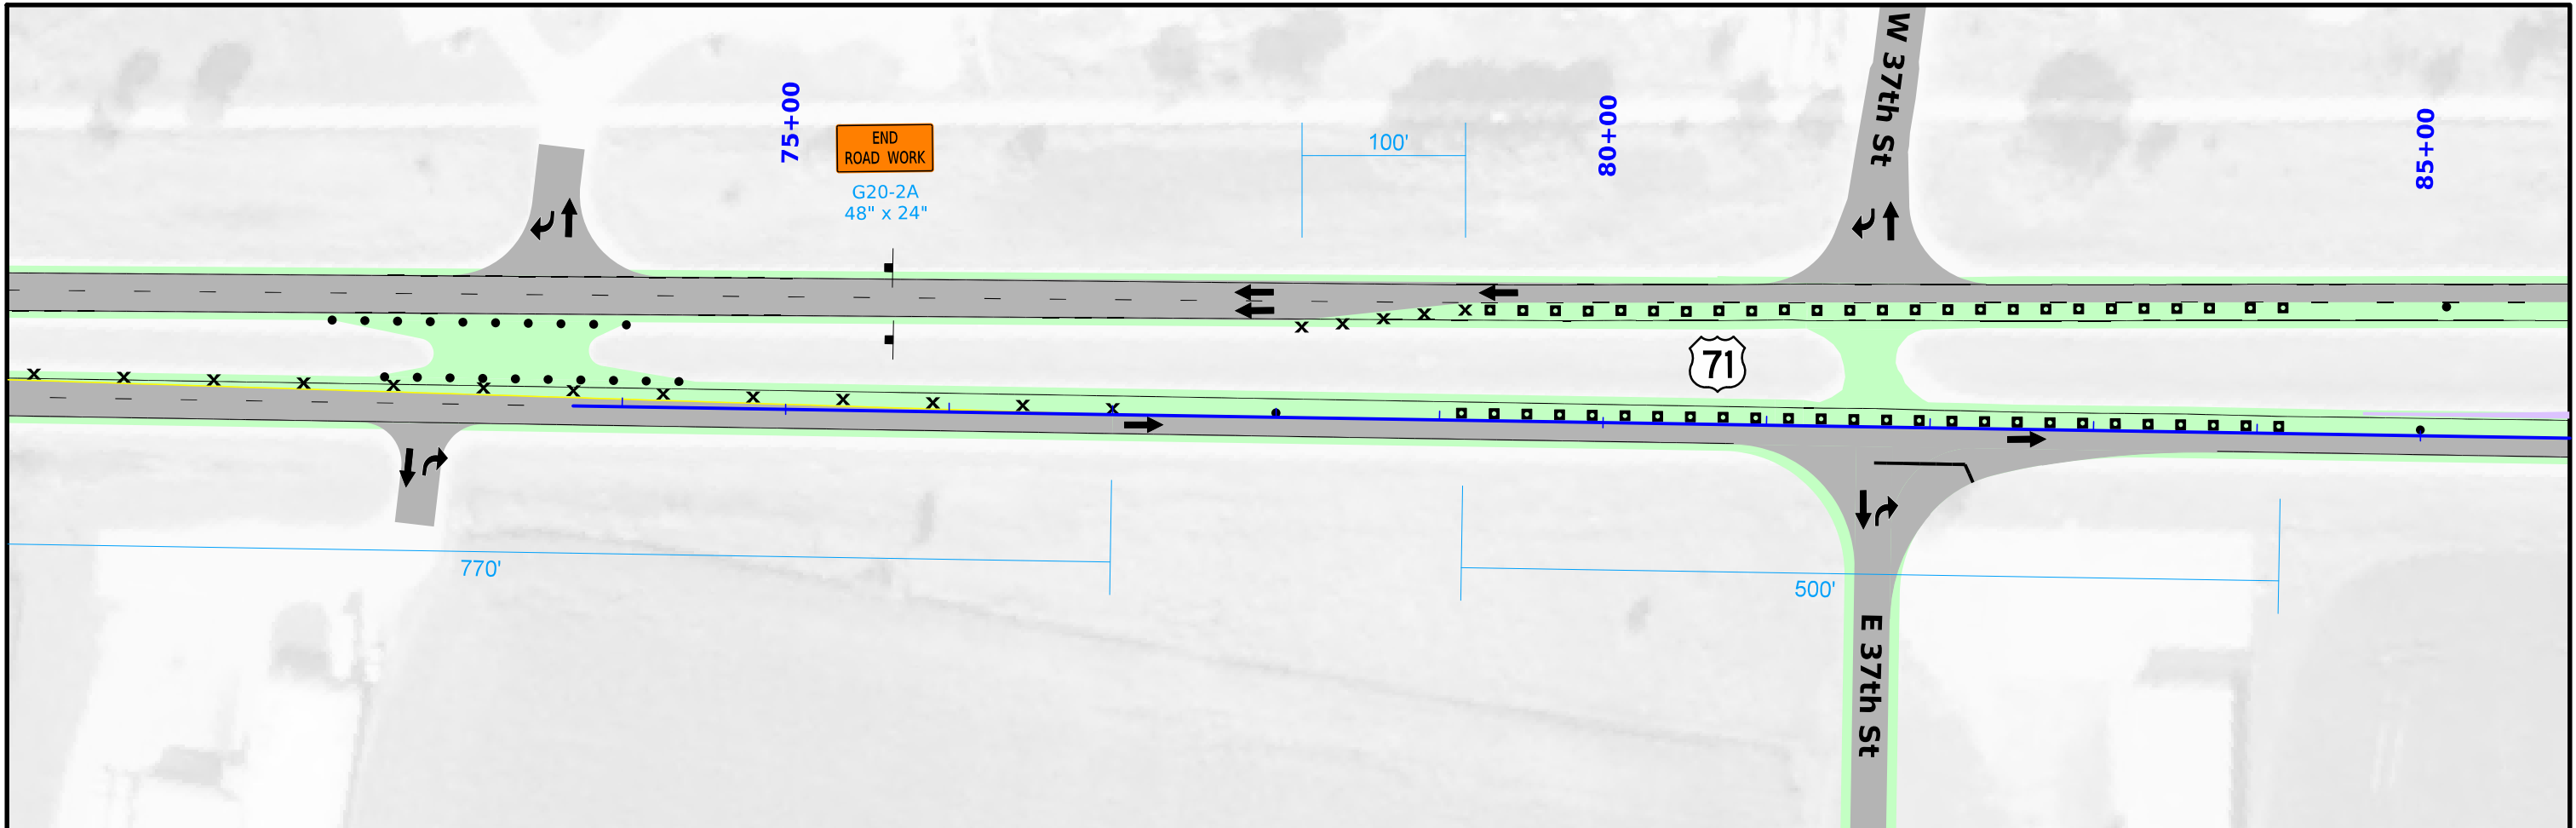 W 37th St
75+00
END
ROAD WORK
G20-2A
48" x 24"
100'
80+00
85+00
71
770'
500'
E 37th St